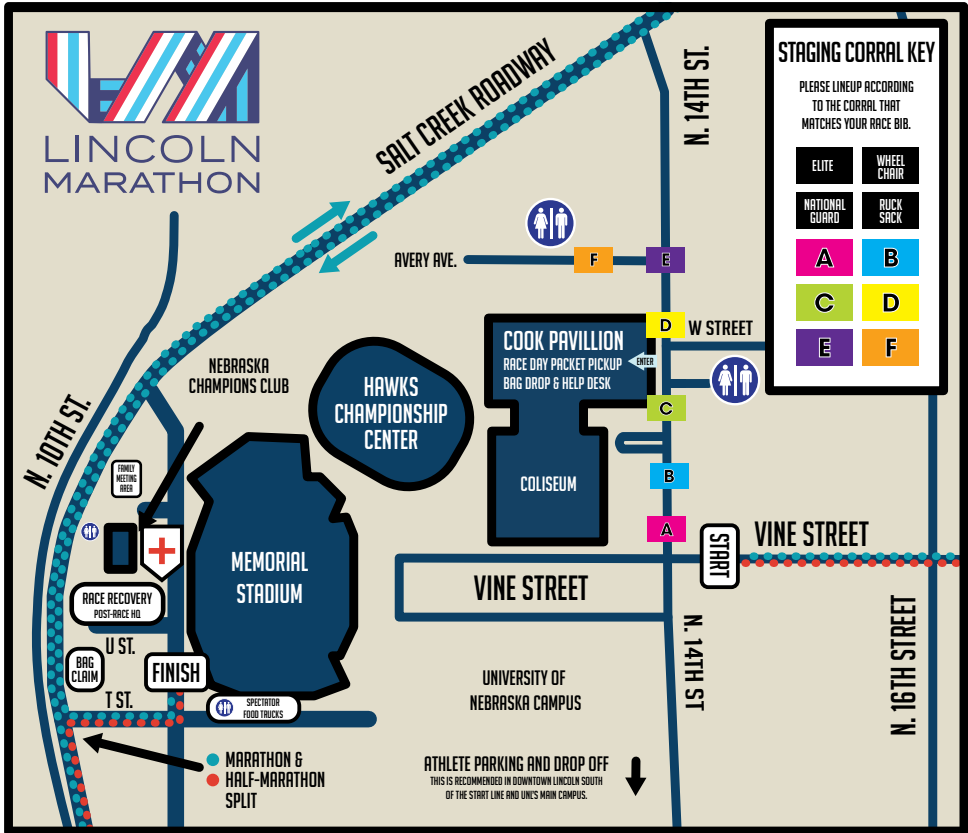 LINCOLN
MARATHON
SALT CREEK ROADWAY
N. 14TH ST.
STAGING CORRAL KEY
PLEASE LINEUP ACCORDING
TO THE CORRAL THAT
MATCHES YOUR RACE BIB.
ELITE
WHEEL
CHAIR
NATIONAL
GUARD
RUCK
SACK
A
B
C
D
E
F
AVERY AVE.
F
E
D
W STREET
COOK PAVILLION
RACE DAY PACKET PICKUP
BAG DROP & HELP DESK
ENTER
C
COLISEUM
B
A
NEBRASKA
CHAMPIONS CLUB
HAWKS
CHAMPIONSHIP
CENTER
N. 10TH ST.
FAMILY
MEETING
AREA
MEMORIAL
STADIUM
START
VINE STREET
VINE STREET
RACE RECOVERY
POST-RACE HQ
U ST.
BAG
CLAIM
FINISH
T ST.
SPECTATOR
FOOD TRUCKS
UNIVERSITY OF
NEBRASKA CAMPUS
N. 14TH ST
N. 16TH STREET
MARATHON &
HALF-MARATHON
SPLIT
ATHLETE PARKING AND DROP OFF
THIS IS RECOMMENDED IN DOWNTOWN LINCOLN SOUTH
OF THE START LINE AND UNL'S MAIN CAMPUS.